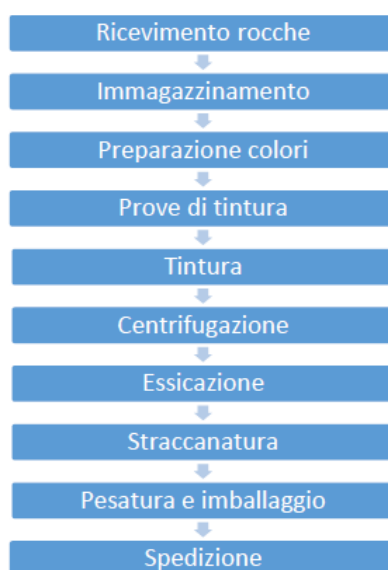 Ricevimento rocche
Immagazzinamento
Preparazione colori
Prove di tintura
Tintura
Centrifugazione
Essicazione
Straccanatura
Pesatura e imballaggio
Spedizione